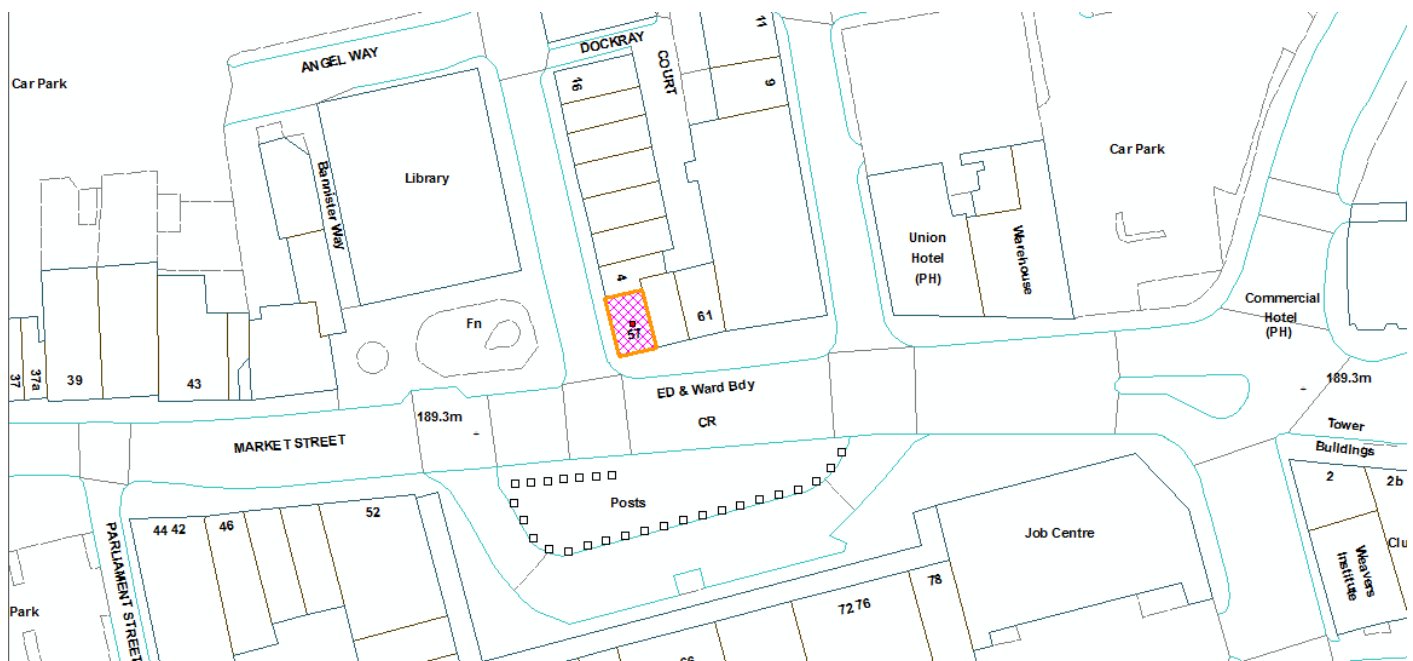 11
DOCKRAY
COURT
ANGEL WAY
Car Park
16
9
Car Park
Library
Bannister Way
Union
Hotel
(PH)
Warehouse
4
Commercial
Hotel
(PH)
Fn
61
57
37
37a
39
43
ED & Ward Bdy
CR
189.3m
189.3m
MARKET STREET
Tower
Buildings
2
2b
Posts
44 42
46
52
PARLIAMENT STREET
Job Centre
Weavers
Institute
Clu
78
72 76
Park
66